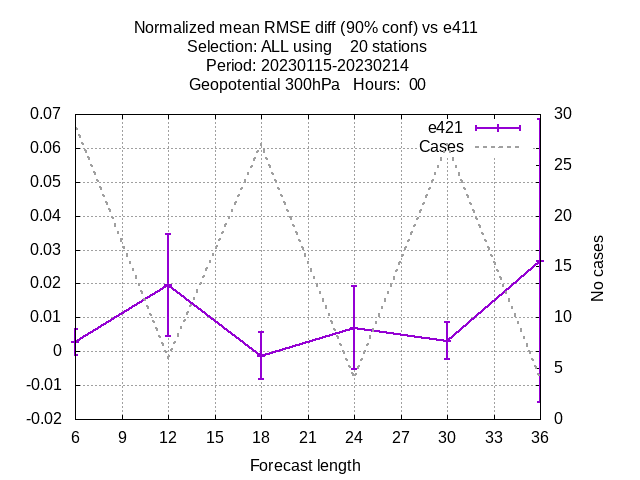 Normalized mean RMSE diff (90% conf) vs e411
Selection: ALL using    20 stations
Period: 20230115-20230214
Geopotential 300hPa   Hours:  00
e421
Cases
0.07
0.06
0.05
0.04
0.03
0.02
0.01
0
-0.01
-0.02
30
25
20
15
10
5
0
No cases
6 9 12 15 18 21 24 27 30 33 36
Forecast length